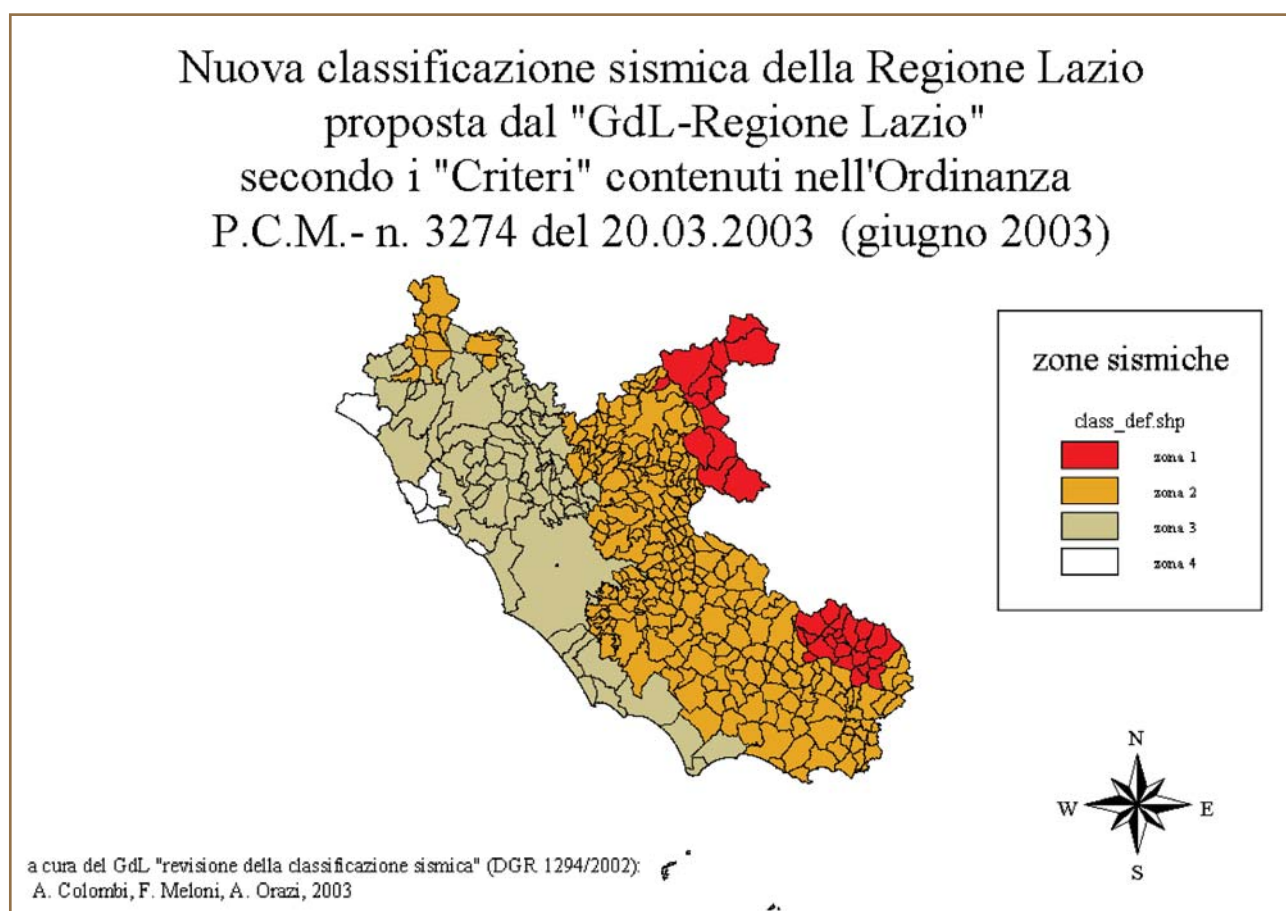 Nuova classificazione sismica della Regione Lazio
proposta dal "GdL-Regione Lazio"
secondo i "Criteri" contenuti nell'Ordinanza
P.C.M.- n. 3274 del 20.03.2003 (giugno 2003)
zone sismiche
class_def.shp
zona 1
zona 2
zona 3
zona 4
N
W E
S
a cura del GdL "revisione della classificazione sismica" (DGR 1294/2002):
A. Colombi, F. Meloni, A. Orazi, 2003